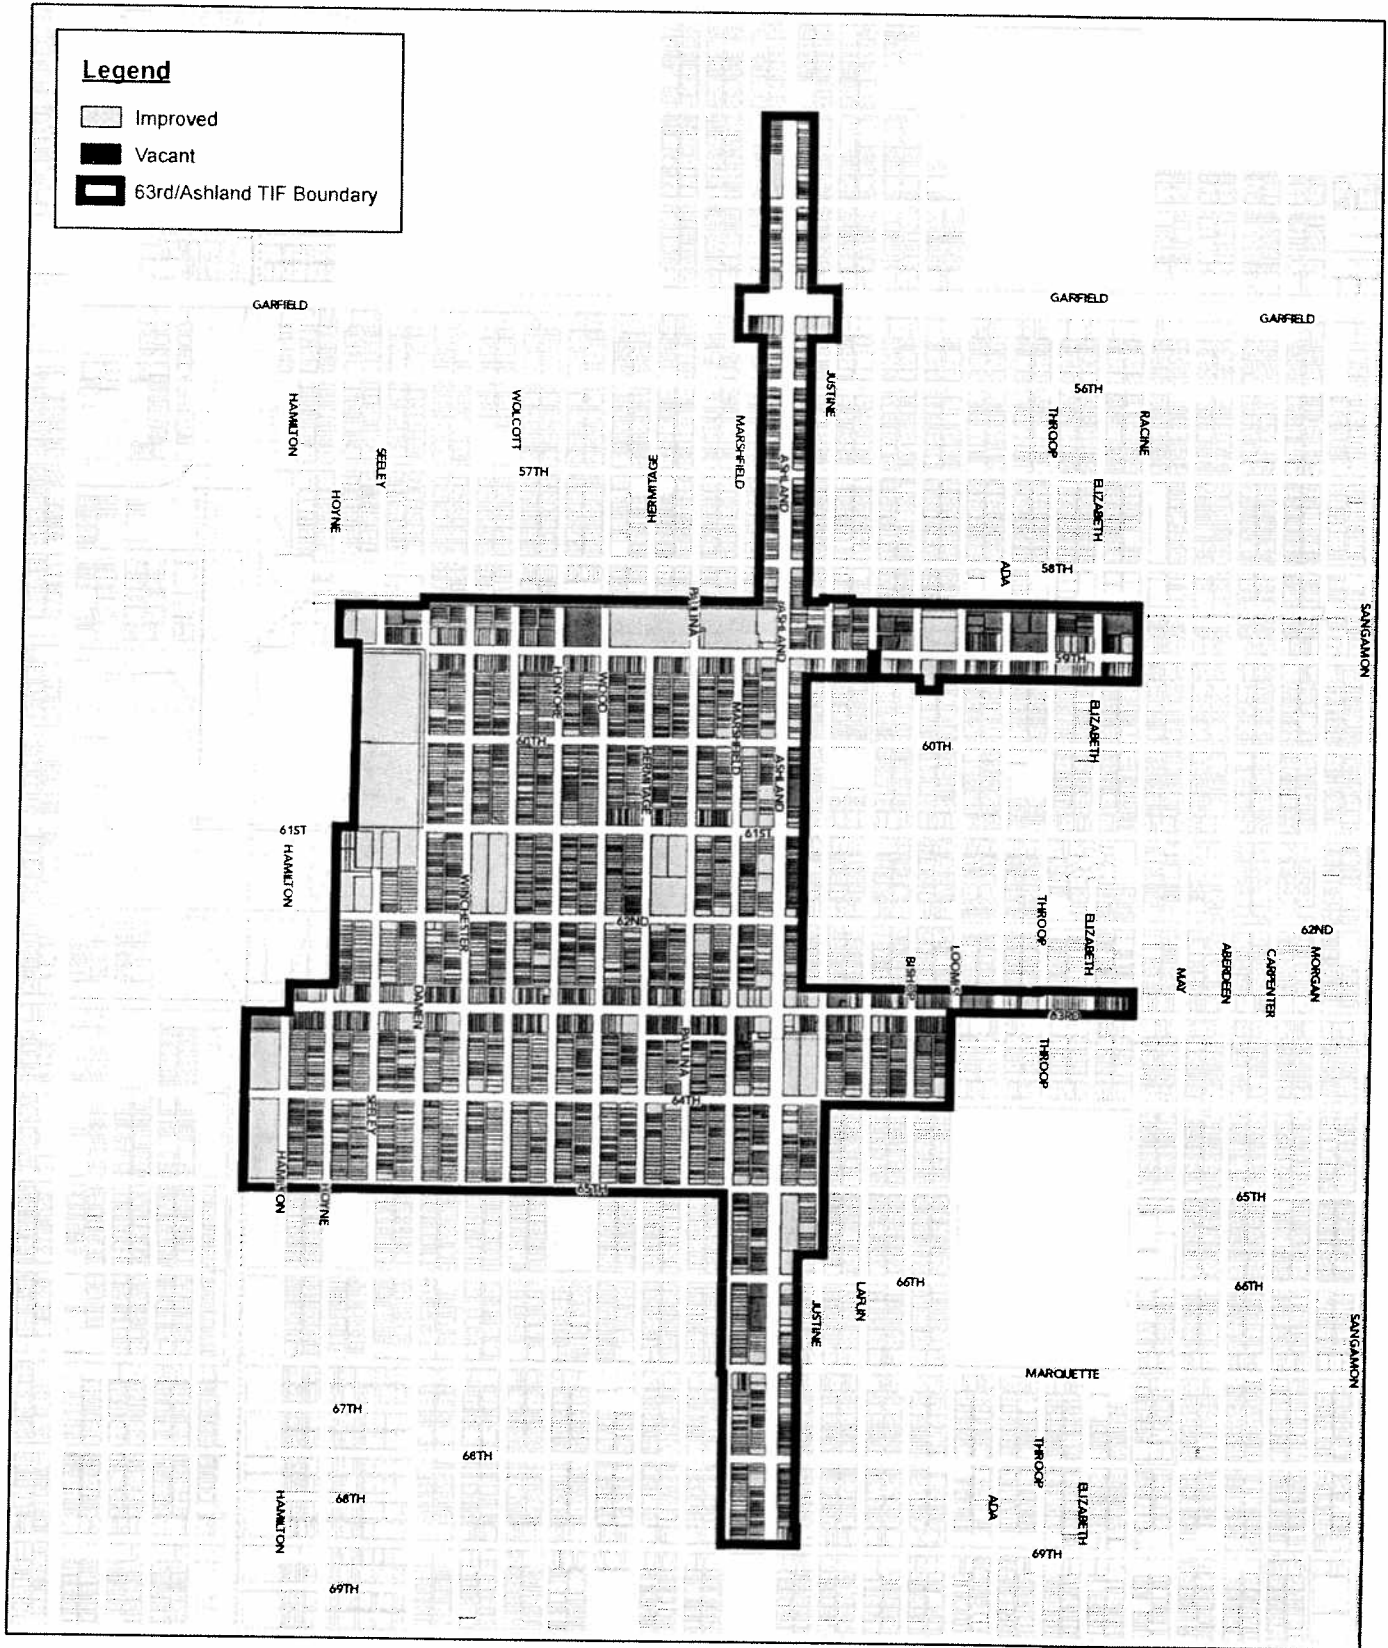 Legend
Improved
Vacant
63rd/Ashland TIF Boundary
GARFIELD
GARFIELD
GARFIELD
JUSTINE
56TH
HAMILTON
WOLCOTT
MARSHFIELD
THROOP
RACINE
SEELEY
57TH
HERMITAGE
ASHLAND
HOYNE
ELIZABETH
ADA
58TH
PAULINA
ASHLAND
SANGAMON
59TH
WOLCOTT
WOOD
MARSHFIELD
ELIZABETH
60TH
60TH
HERMITAGE
ASHLAND
61ST
61ST
HAMILTON
WINCHESTER
62ND
THROOP
ELIZABETH
62ND
BISHOP
LOOMIS
MAY
ABERDEEN
CARPENTER
MORGAN
DAMEN
63RD
PAULINA
THROOP
64TH
SEELEY
HAMILTON
HOYNE
65TH
65TH
66TH
66TH
JUSTINE
LAFLIN
SANGAMON
MARQUETTE
67TH
68TH
THROOP
68TH
HAMILTON
ADA
ELIZABETH
69TH
69TH